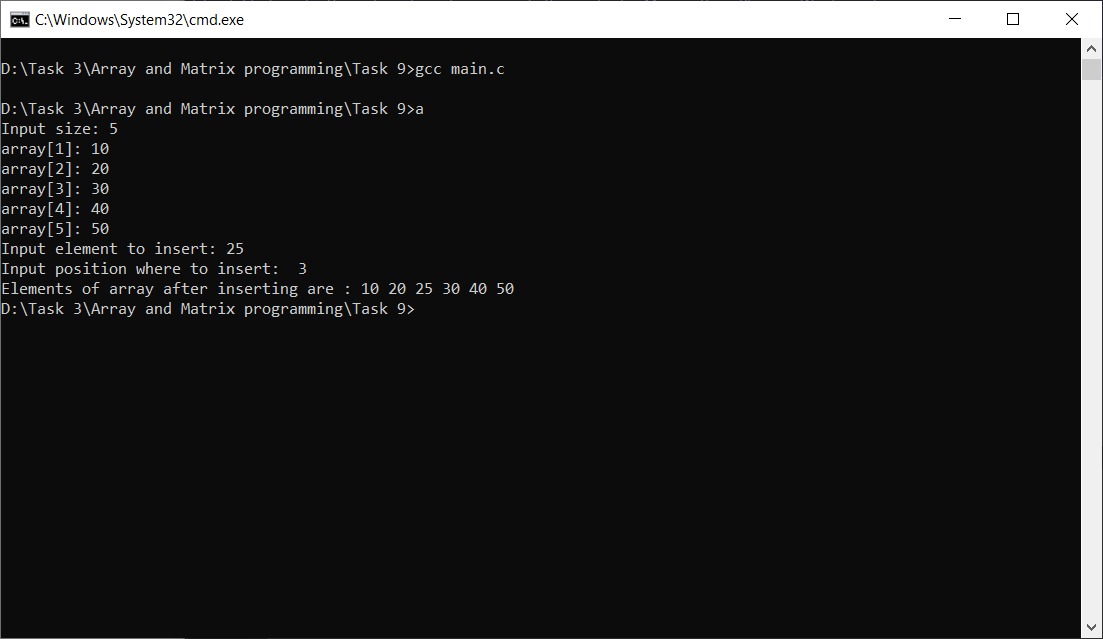 C:\Windows\System32\cmd.exe
D:\Task 3\Array and Matrix programming\Task 9>gcc main.c
D:\Task 3\Array and Matrix programming\Task 9>a
Input size: 5
array[1]: 10
array[2]: 20
array[3]: 30
array[4]: 40
array[5]: 50
Input element to insert: 25
Input position where to insert:  3
Elements of array after inserting are : 10 20 25 30 40 50
D:\Task 3\Array and Matrix programming\Task 9>